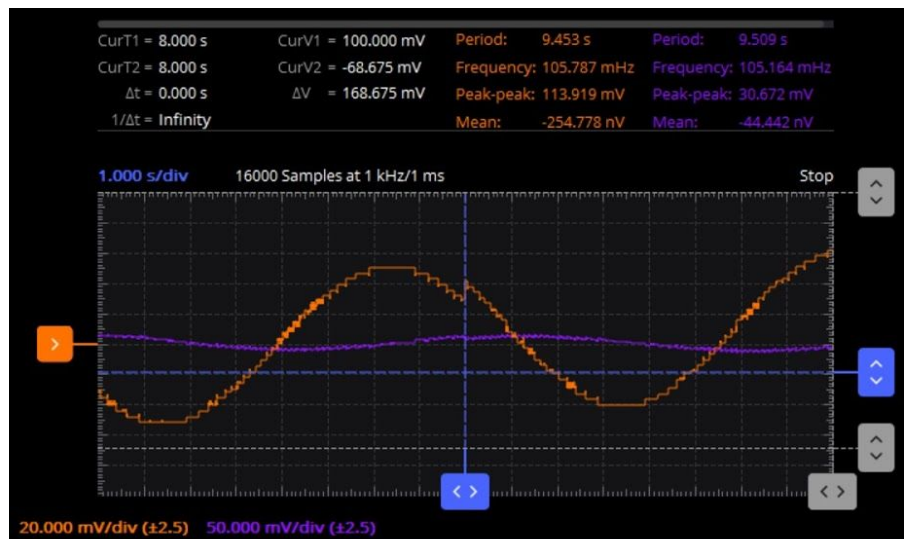 CurT1 = 8.000 s CurV1 = 100.000 mV Period: 9.453 s Period: 9.509 s
CurT2 = 8.000 s CurV2 = -68.675 mV Frequency: 105.787 mHz Frequency: 105.164 mHz
Δt = 0.000 s ΔV = 168.675 mV Peak-peak: 113.919 mV Peak-peak: 30.672 mV
1/Δt = Infinity Mean: -254.778 nV Mean: -44.442 nV
1.000 s/div 16000 Samples at 1 kHz/1 ms Stop
20.000 mV/div (±2.5) 50.000 mV/div (±2.5)